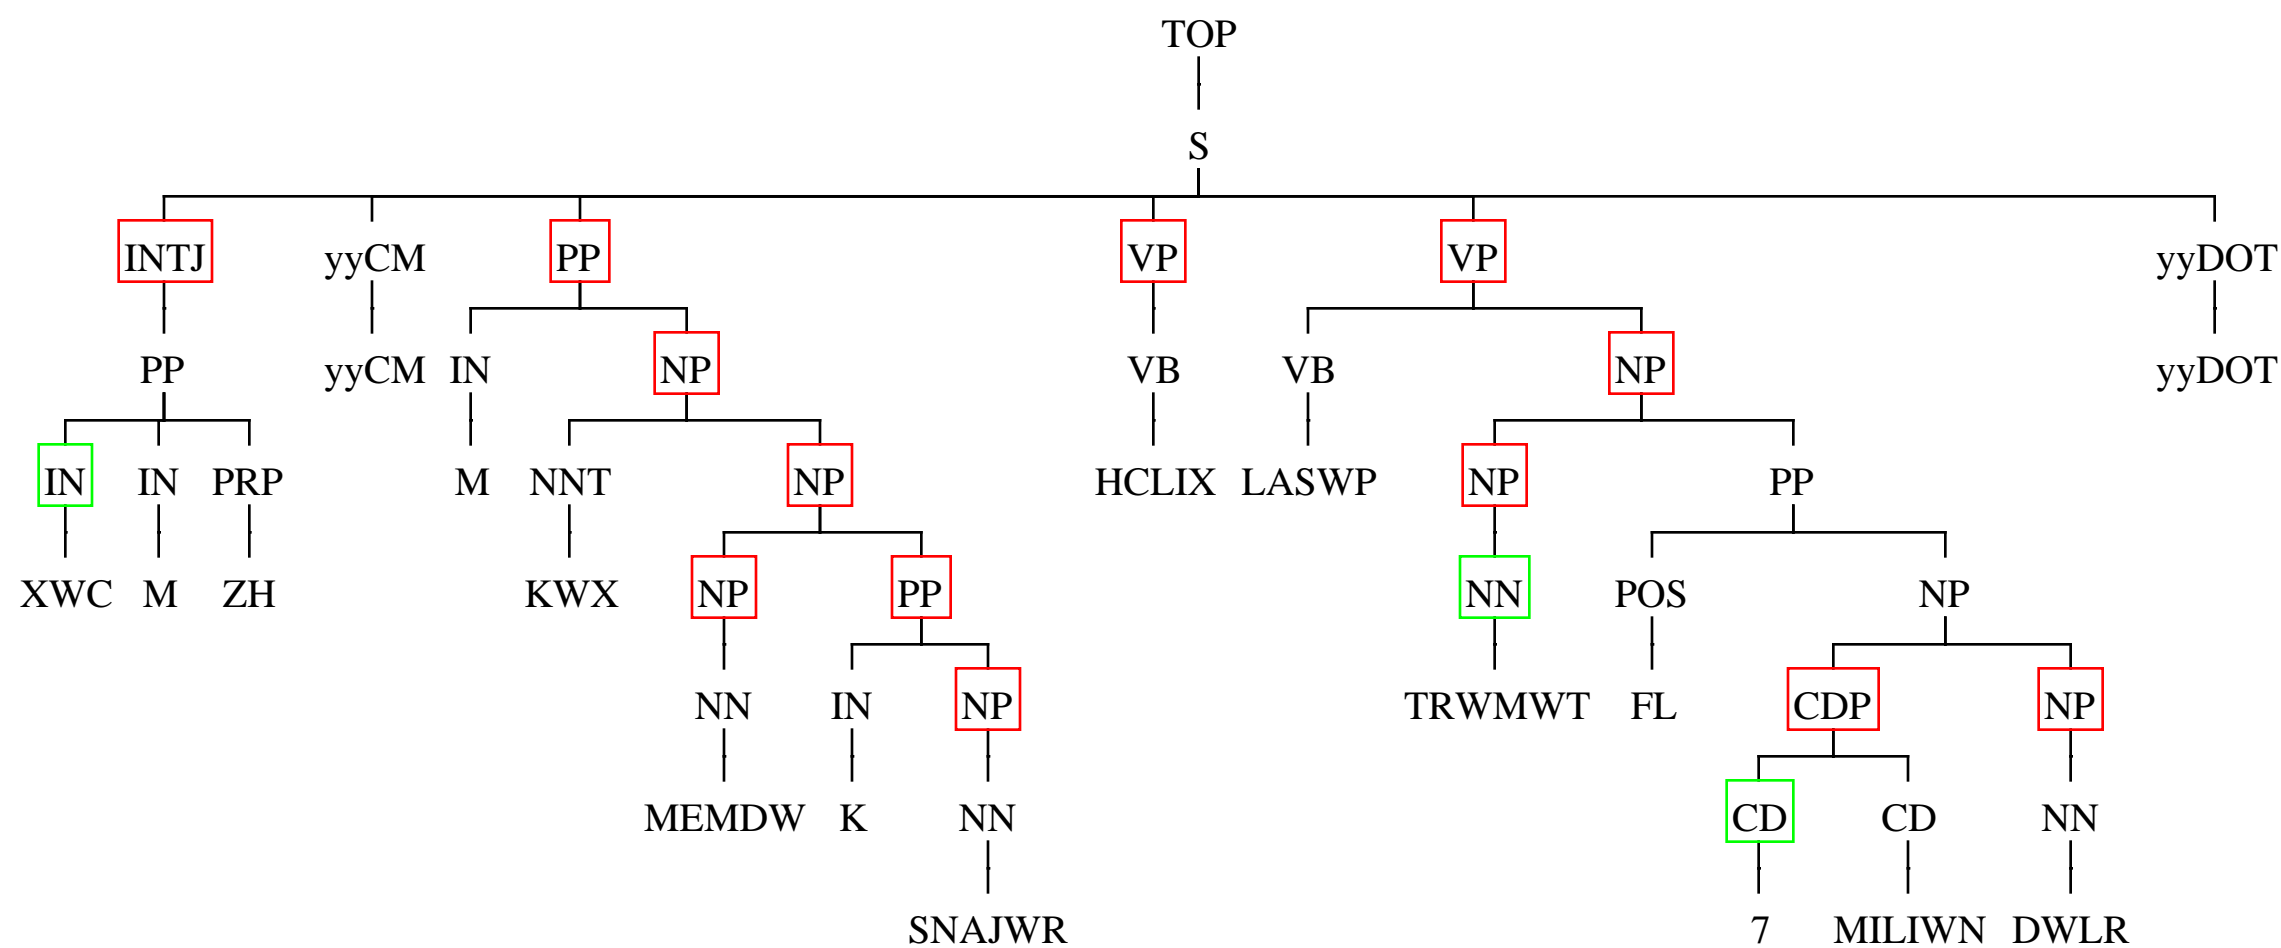 TOP
S
INTJ yyCM PP VP VP yyDOT
PP yyCM IN NP VB VB NP yyDOT
IN IN PRP M NNT NP HCLIX LASWP NP PP
XWC M ZH KWX NP PP NN POS NP
NN IN NP TRWMWT FL CDP NP
MEMDW K NN CD CD NN
SNAJWR 7 MILIWN DWLR